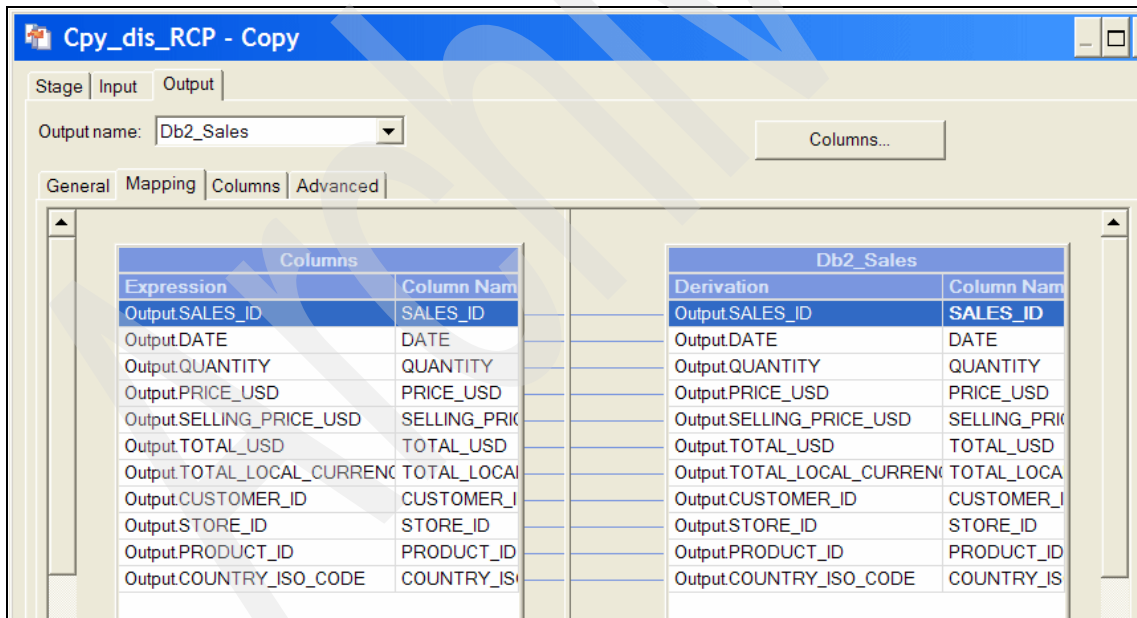 Cpy_dis_RCP - Copy
Stage Input Output
Output name: Db2_Sales Columns...
General Mapping Columns Advanced
Columns Db2_Sales
Expression Column Nam Derivation Column Nam
Output.SALES_ID SALES_ID Output.SALES_ID SALES_ID
Output.DATE DATE Output.DATE DATE
Output.QUANTITY QUANTITY Output.QUANTITY QUANTITY
Output.PRICE_USD PRICE_USD Output.PRICE_USD PRICE_USD
Output.SELLING_PRICE_USD SELLING_PRIC Output.SELLING_PRICE_USD SELLING_PRI
Output.TOTAL_USD TOTAL_USD Output.TOTAL_USD TOTAL_USD
Output.TOTAL_LOCAL_CURRENC TOTAL_LOCAL Output.TOTAL_LOCAL_CURRENC TOTAL_LOCA
Output.CUSTOMER_ID CUSTOMER_I Output.CUSTOMER_ID CUSTOMER_I
Output.STORE_ID STORE_ID Output.STORE_ID STORE_ID
Output.PRODUCT_ID PRODUCT_ID Output.PRODUCT_ID PRODUCT_ID
Output.COUNTRY_ISO_CODE COUNTRY_IS Output.COUNTRY_ISO_CODE COUNTRY_IS